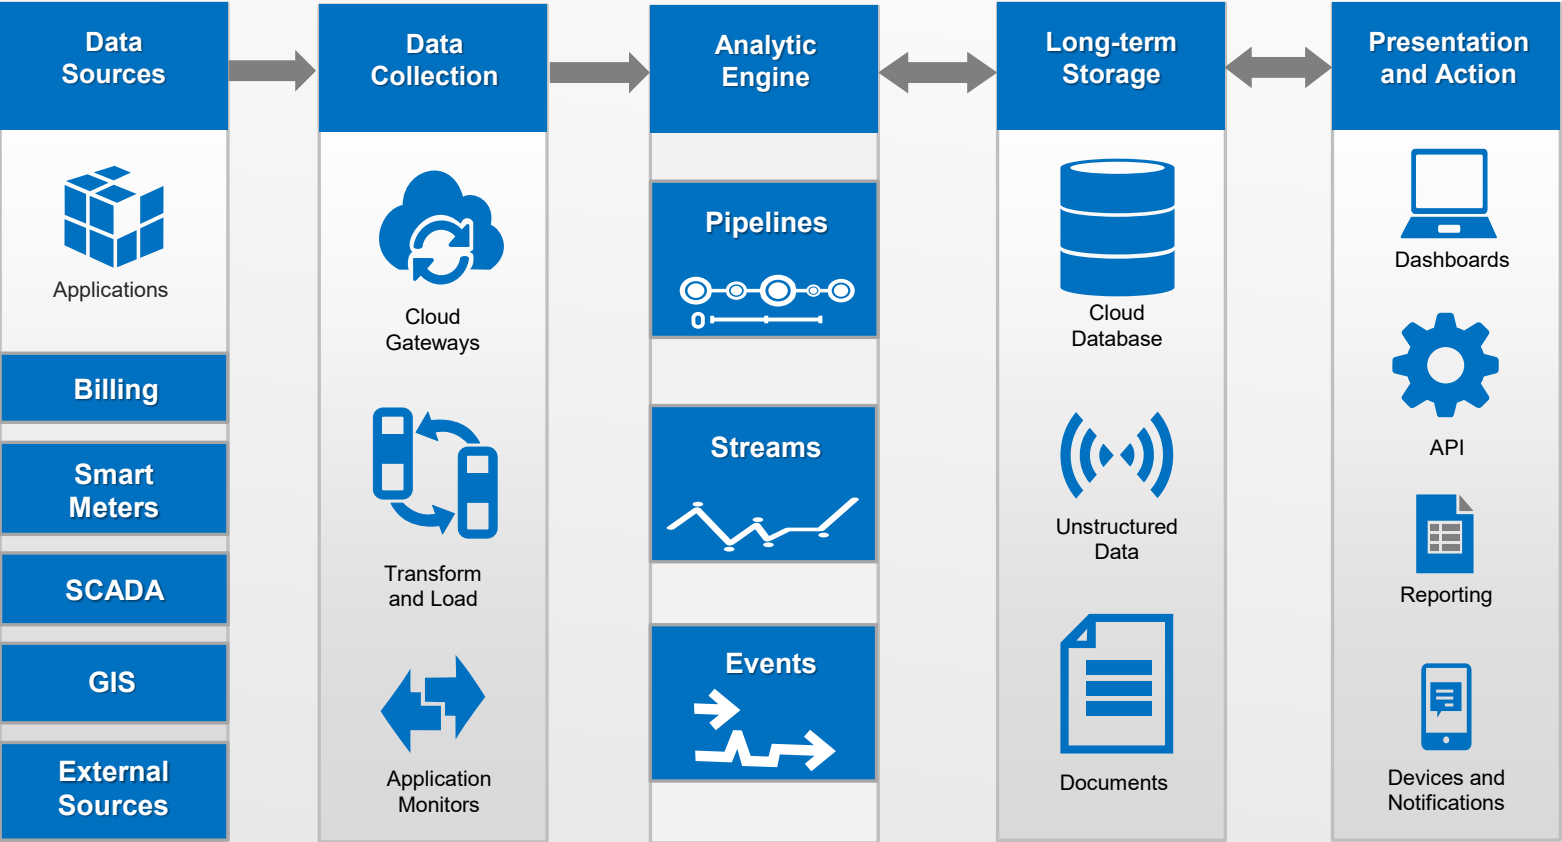 Data
Sources
Data
Collection
Analytic
Engine
Long-term
Storage
Presentation
and Action
Applications
Billing
Smart
Meters
SCADA
GIS
External
Sources
Cloud
Gateways
Transform
and Load
Application
Monitors
Pipelines
0
Streams
Events
Cloud
Database
Unstructured
Data
Documents
Dashboards
API
Reporting
Devices and
Notifications